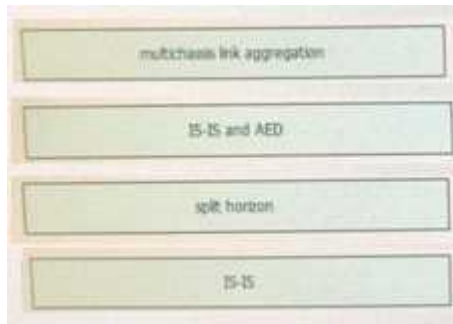 multichassis link aggregation
IS-IS and AED
split horizon
IS-IS